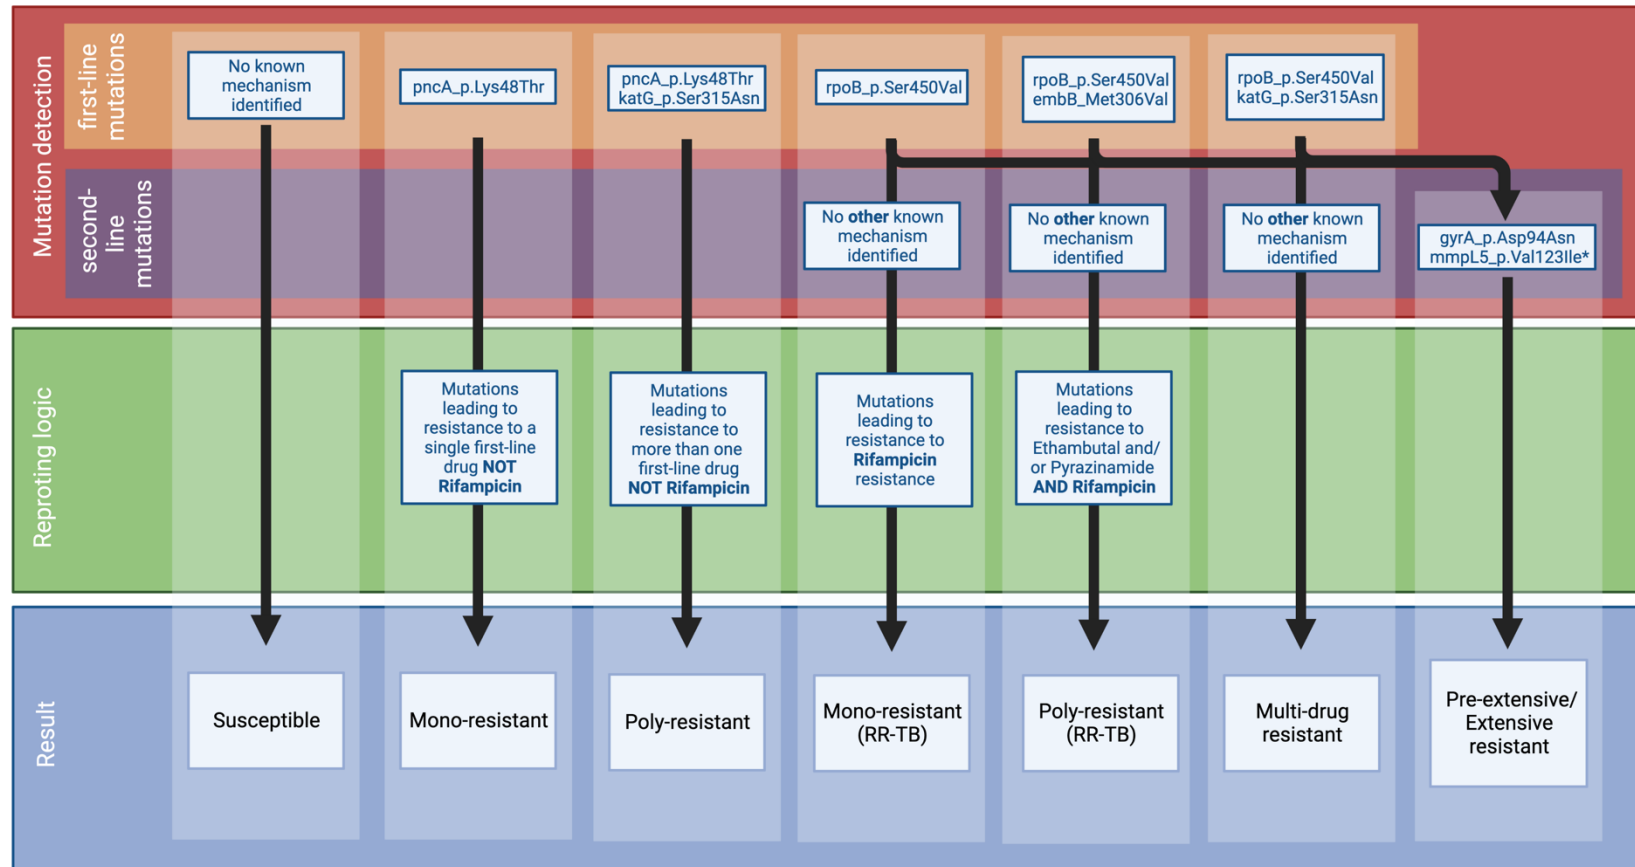 Mutation detection
first-line
mutations
No known
mechanism
identified
pncA_p.Lys48Thr
pncA_p.Lys48Thr
katG_p.Ser315Asn
rpoB_p.Ser450Val
rpoB_p.Ser450Val
embB_Met306Val
rpoB_p.Ser450Val
katG_p.Ser315Asn
second-
line
mutations
No other known
mechanism
identified
No other known
mechanism
identified
No other known
mechanism
identified
gyrA_p.Asp94Asn
mmpL5_p.Val123Ile*
Reproting logic
Mutations
leading to
resistance to a
single first-line
drug NOT
Rifampicin
Mutations
leading to
resistance to
more than one
first-line drug
NOT Rifampicin
Mutations
leading to
resistance to
Rifampicin
resistance
Mutations
leading to
resistance to
Ethambutal and/
or Pyrazinamide
AND Rifampicin
Result
Susceptible
Mono-resistant
Poly-resistant
Mono-resistant
(RR-TB)
Poly-resistant
(RR-TB)
Multi-drug
resistant
Pre-extensive/
Extensive
resistant